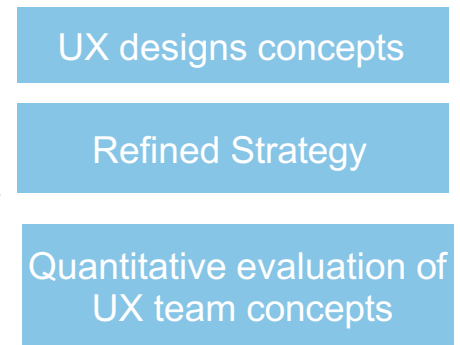 UX designs concepts
Refined Strategy
Quantitative evaluation of
UX team concepts